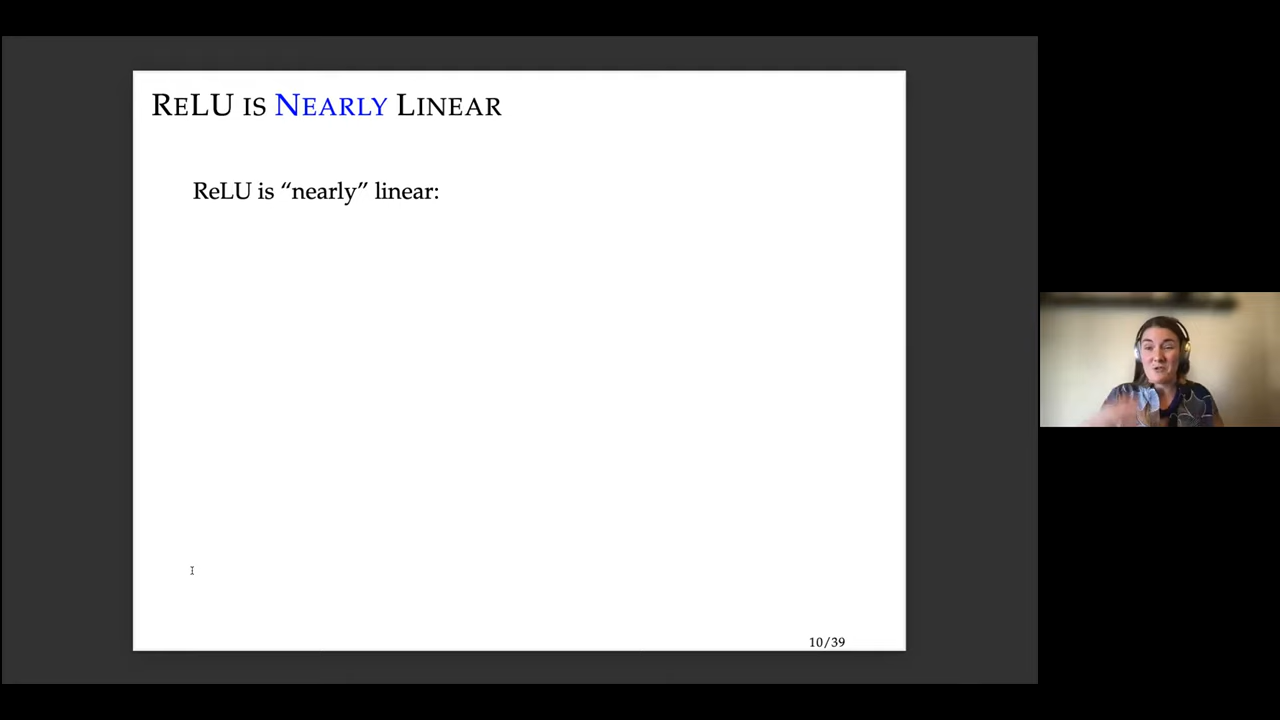 ReLU is Nearly Linear
ReLU is “nearly” linear:
10/39